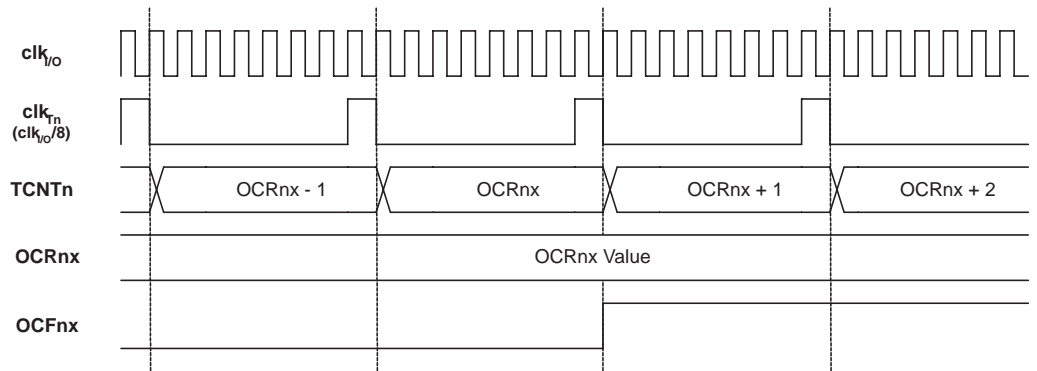 clkI/O
clkTn
(clkI/O/8)
TCNTn
OCRnx - 1
OCRnx
OCRnx + 1
OCRnx + 2
OCRnx
OCRnx Value
OCFnx